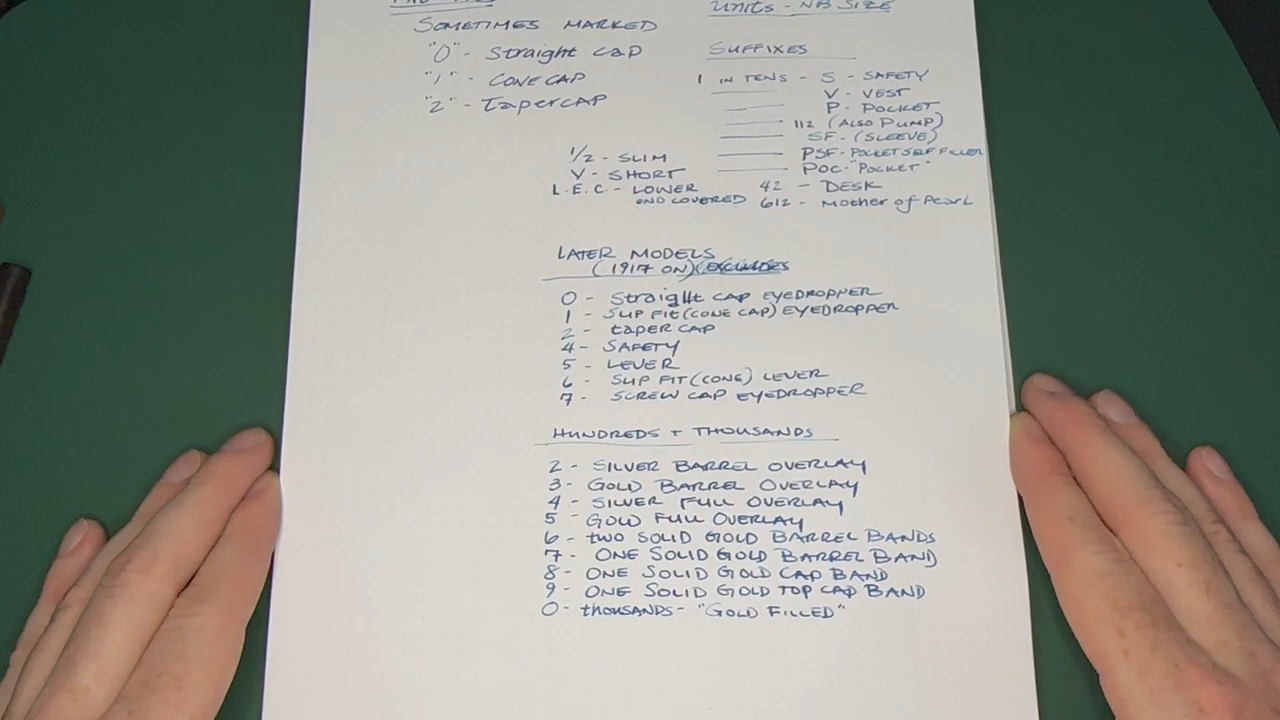 SOMETIMES MARKED
"0" - Straight CAP
"1" - CONE CAP
"2" - TaperCAP
Units - NB SIZE
SUFFIXES
1 IN TENS - S - SAFETY
V - VEST
P - POCKET
112 (ALSO PUMP)
SF - (SLEEVE)
PSF - POCKET SELF FILLER
POC - "POCKET"
42 - DESK
612 - Mother of Pearl
1/2 - SLIM
V - SHORT
L.E.C. - LOWER
END COVERED
LATER MODELS
(1917 ON)
0 - Straight CAP EYEDROPPER
1 - SLIP FIT (CONE CAP) EYEDROPPER
2 - taper CAP
4 - SAFETY
5 - LEVER
6 - SLIP FIT (CONE) LEVER
7 - SCREW CAP EYEDROPPER
HUNDREDS + THOUSANDS
2 - SILVER BARREL OVERLAY
3 - GOLD BARREL OVERLAY
4 - SILVER FULL OVERLAY
5 - GOLD FULL OVERLAY
6 - TWO SOLID GOLD BARREL BANDS
7 - ONE SOLID GOLD BARREL BAND
8 - ONE SOLID GOLD CAP BAND
9 - ONE SOLID GOLD TOP CAP BAND
0 - thousands - "GOLD FILLED"